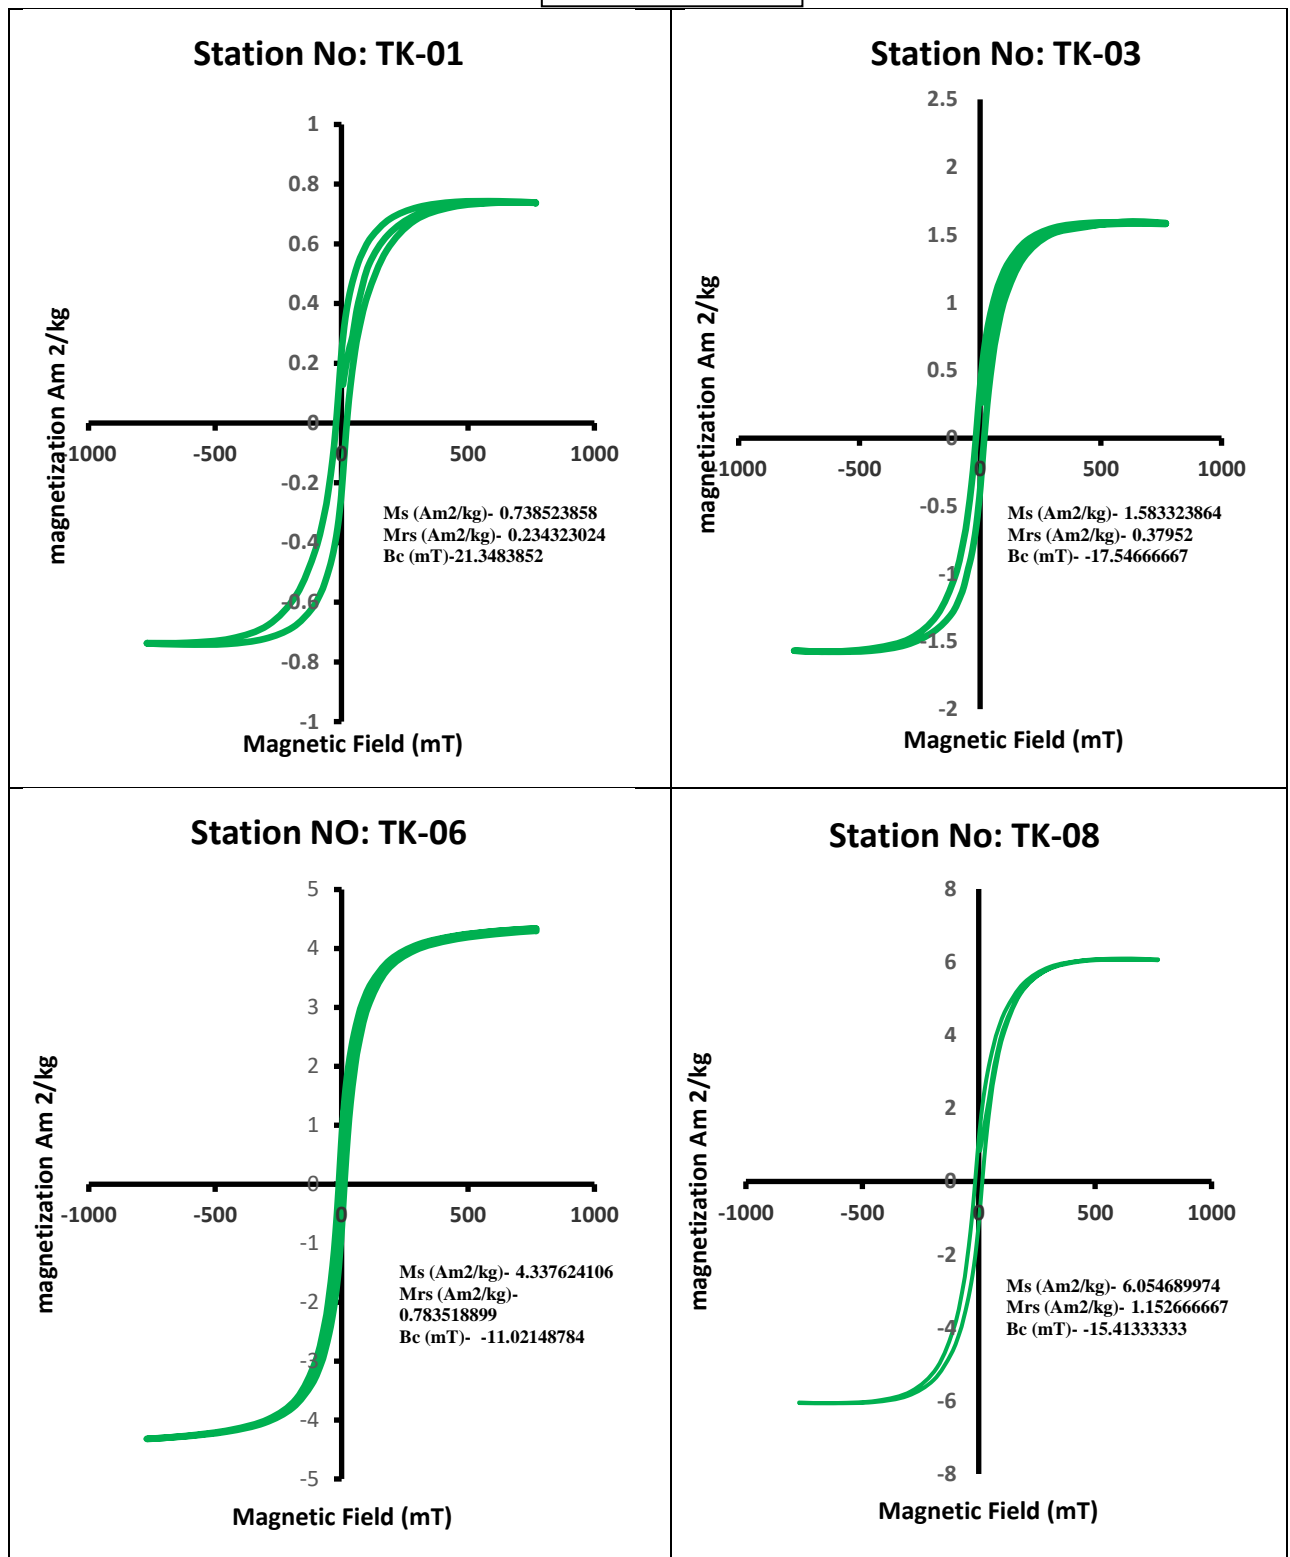 Station No: TK-01
1
0.8
0.6
0.4
0.2
0
-0.2
-0.4
-0.6
-0.8
-1
-1000
-500
0
500
1000
magnetization Am 2/kg
Magnetic Field (mT)
Ms (Am2/kg)- 0.738523858
Mrs (Am2/kg)- 0.234323024
Bc (mT)-21.3483852
Station No: TK-03
2.5
2
1.5
1
0.5
0
-0.5
-1
-1.5
-2
-1000
-500
0
500
1000
magnetization Am 2/kg
Magnetic Field (mT)
Ms (Am2/kg)- 1.583323864
Mrs (Am2/kg)- 0.37952
Bc (mT)- -17.54666667
Station NO: TK-06
5
4
3
2
1
0
-1
-2
-3
-4
-5
-1000
-500
0
500
1000
magnetization Am 2/kg
Magnetic Field (mT)
Ms (Am2/kg)- 4.337624106
Mrs (Am2/kg)-
0.783518899
Bc (mT)- -11.02148784
Station No: TK-08
8
6
4
2
0
-2
-4
-6
-8
-1000
-500
0
500
1000
magnetization Am 2/kg
Magnetic Field (mT)
Ms (Am2/kg)- 6.054689974
Mrs (Am2/kg)- 1.152666667
Bc (mT)- -15.41333333